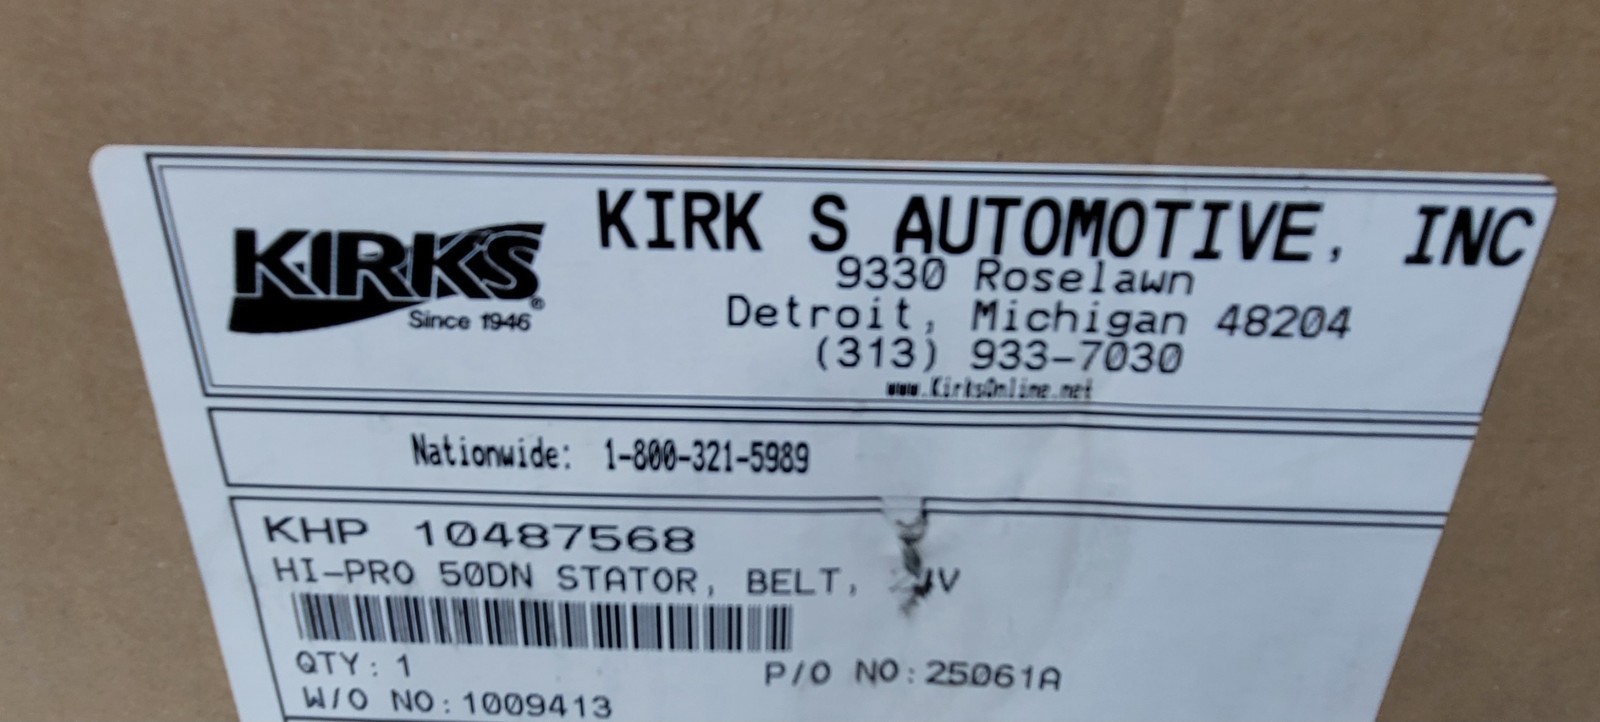 KIRKS®
Since 1946
KIRK S AUTOMOTIVE, INC
9330 Roselawn
Detroit, Michigan 48204
(313) 933-7030
www.KirksOnline.net
Nationwide: 1-800-321-5989
KHP 10487568
HI-PRO 50DN STATOR, BELT,
QTY: 1 P/O NO: 25061A
W/O NO: 1009413